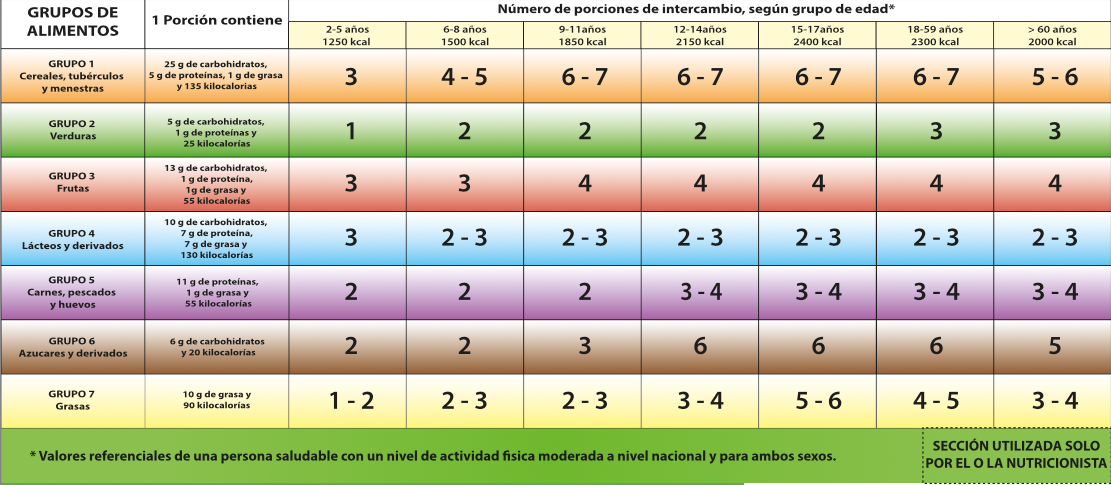 GRUPOS DE
ALIMENTOS
1 Porción contiene
Número de porciones de intercambio, según grupo de edad*
2-5 años
1250 kcal
6-8 años
1500 kcal
9-11años
1850 kcal
12-14años
2150 kcal
15-17años
2400 kcal
18-59 años
2300 kcal
> 60 años
2000 kcal
GRUPO 1
Cereales, tubérculos
y menestras
25 g de carbohidratos,
5 g de proteínas, 1 g de grasa
y 135 kilocalorias
3
4 - 5
6 - 7
6 - 7
6 - 7
6 - 7
5 - 6
GRUPO 2
Verduras
5 g de carbohidratos,
1 g de proteínas y
25 kilocalorías
1
2
2
2
2
3
3
GRUPO 3
Frutas
13 g de carbohidratos,
1 g de proteína,
1g de grasa y
55 kilocalorías
3
3
4
4
4
4
4
GRUPO 4
Lácteos y derivados
10 g de carbohidratos,
7 g de proteína,
7 g de grasa y
130 kilocalorías
3
2 - 3
2 - 3
2 - 3
2 - 3
2 - 3
2 - 3
GRUPO 5
Carnes, pescados
y huevos
11 g de proteínas,
1 g de grasa y
55 kilocalorías
2
2
2
3 - 4
3 - 4
3 - 4
3 - 4
GRUPO 6
Azucares y derivados
6 g de carbohidratos
y 20 kilocalorías
2
2
3
6
6
6
5
GRUPO 7
Grasas
10 g de grasa y
90 kilocalorías
1 - 2
2 - 3
2 - 3
3 - 4
5 - 6
4 - 5
3 - 4
* Valores referenciales de una persona saludable con un nivel de actividad fisica moderada a nivel nacional y para ambos sexos.
SECCIÓN UTILIZADA SOLO
POR EL O LA NUTRICIONISTA